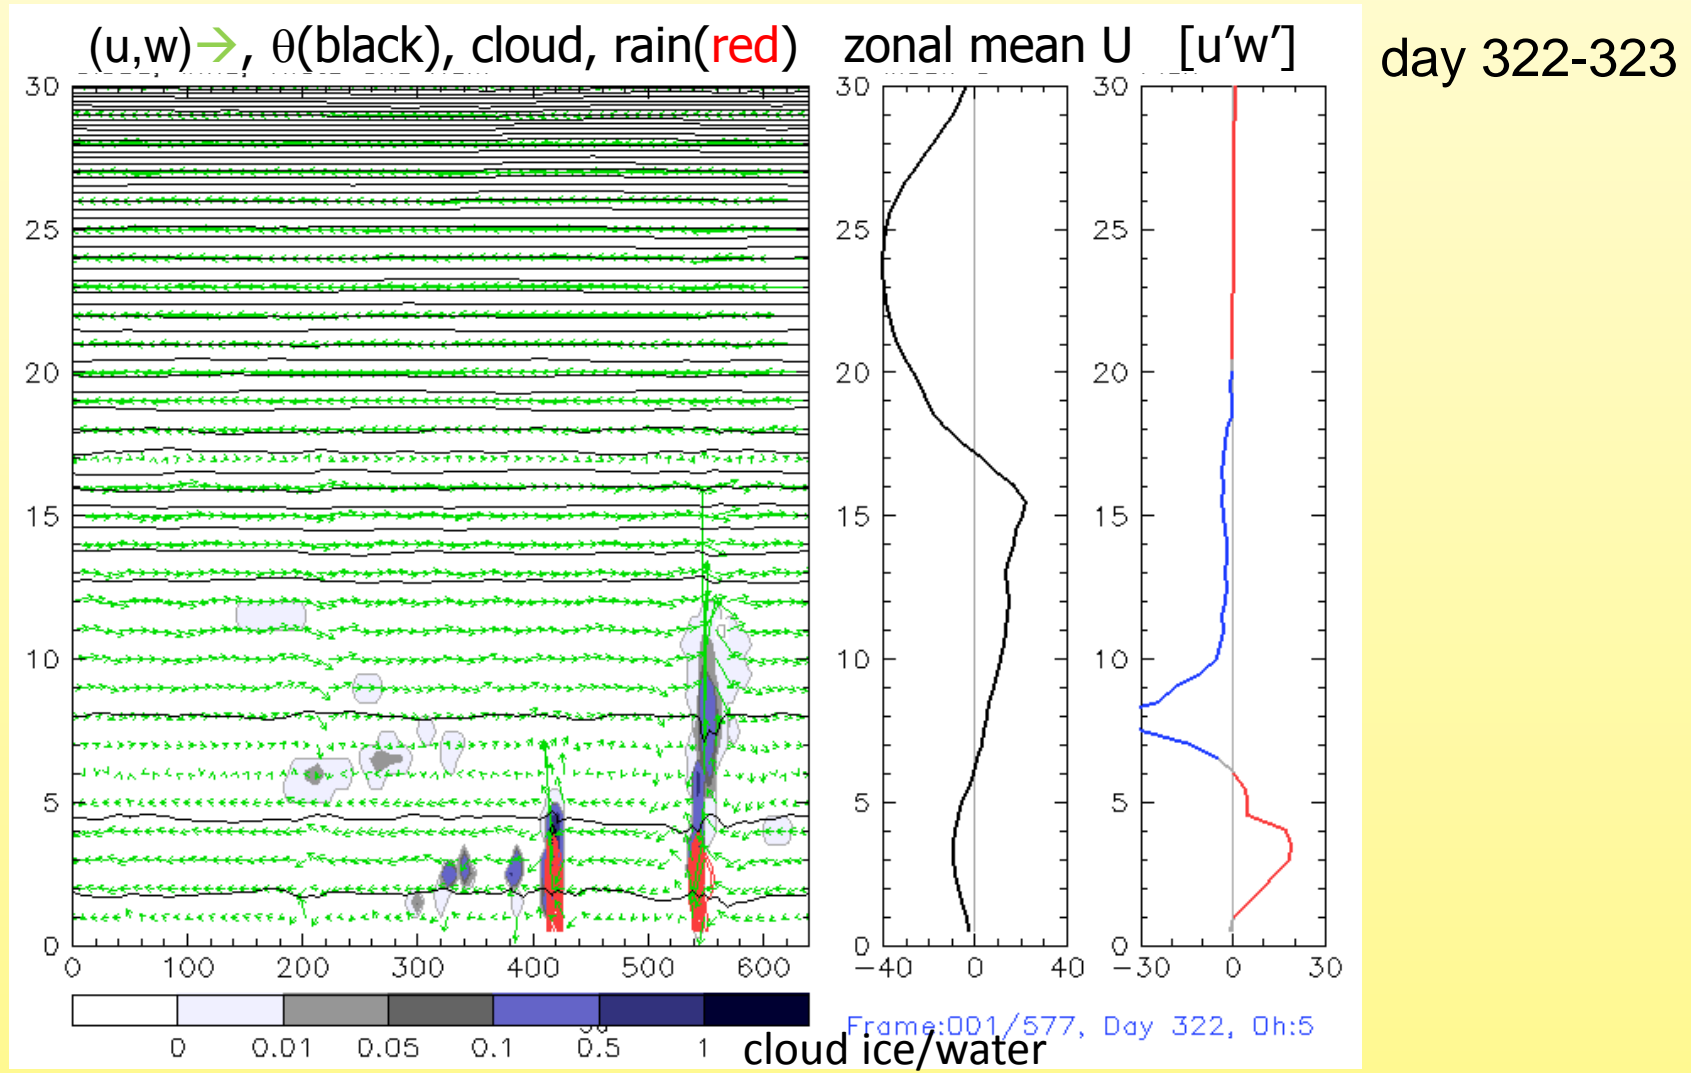 (u,w)→, θ(black), cloud, rain(red) zonal mean U [u'w'] day 322-323
30 30 30
25 25 25
20 20 20
15 15 15
10 10 10
5 5 5
0 0 0
0 100 200 300 400 500 600 -40 0 40 -30 0 30
Frame:001/577, Day 322, 0h:5
0 0.01 0.05 0.1 0.5 1 cloud ice/water